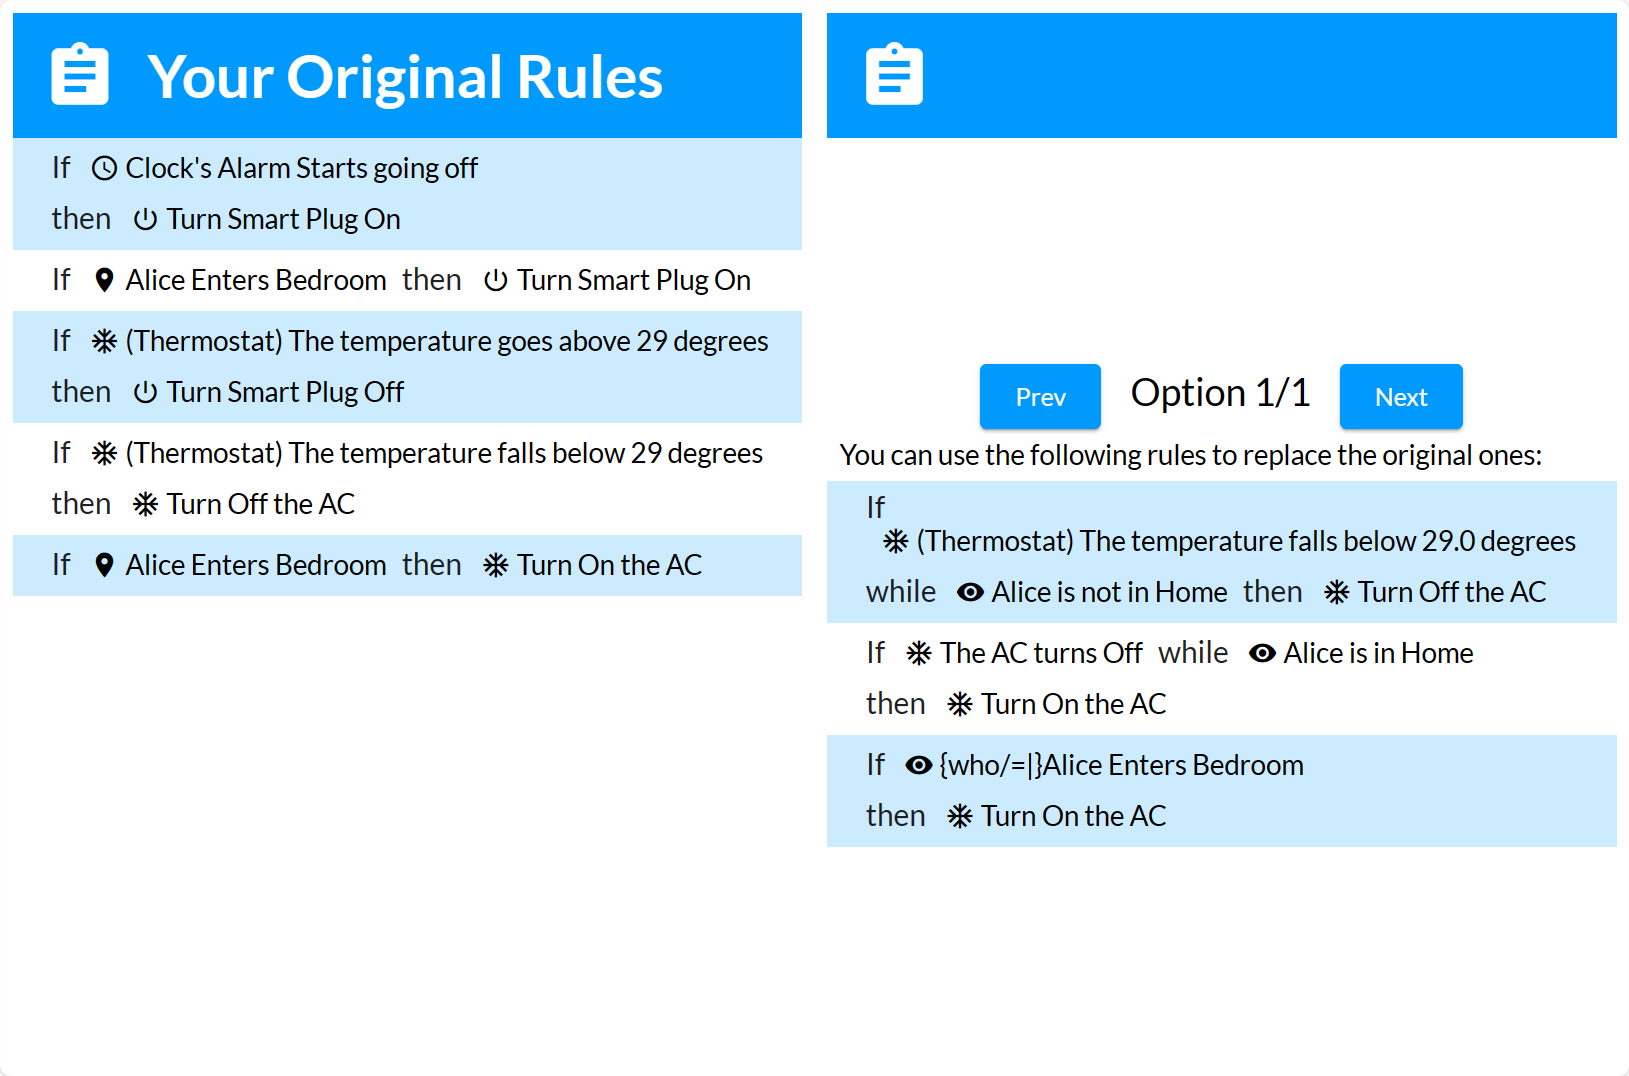 Your Original Rules
If Clock's Alarm Starts going off
then Turn Smart Plug On
If Alice Enters Bedroom then Turn Smart Plug On
If (Thermostat) The temperature goes above 29 degrees
then Turn Smart Plug Off
If (Thermostat) The temperature falls below 29 degrees
then Turn Off the AC
If Alice Enters Bedroom then Turn On the AC
Prev Option 1/1 Next
You can use the following rules to replace the original ones:
If
(Thermostat) The temperature falls below 29.0 degrees
while Alice is not in Home then Turn Off the AC
If The AC turns Off while Alice is in Home
then Turn On the AC
If {who/=|}Alice Enters Bedroom
then Turn On the AC